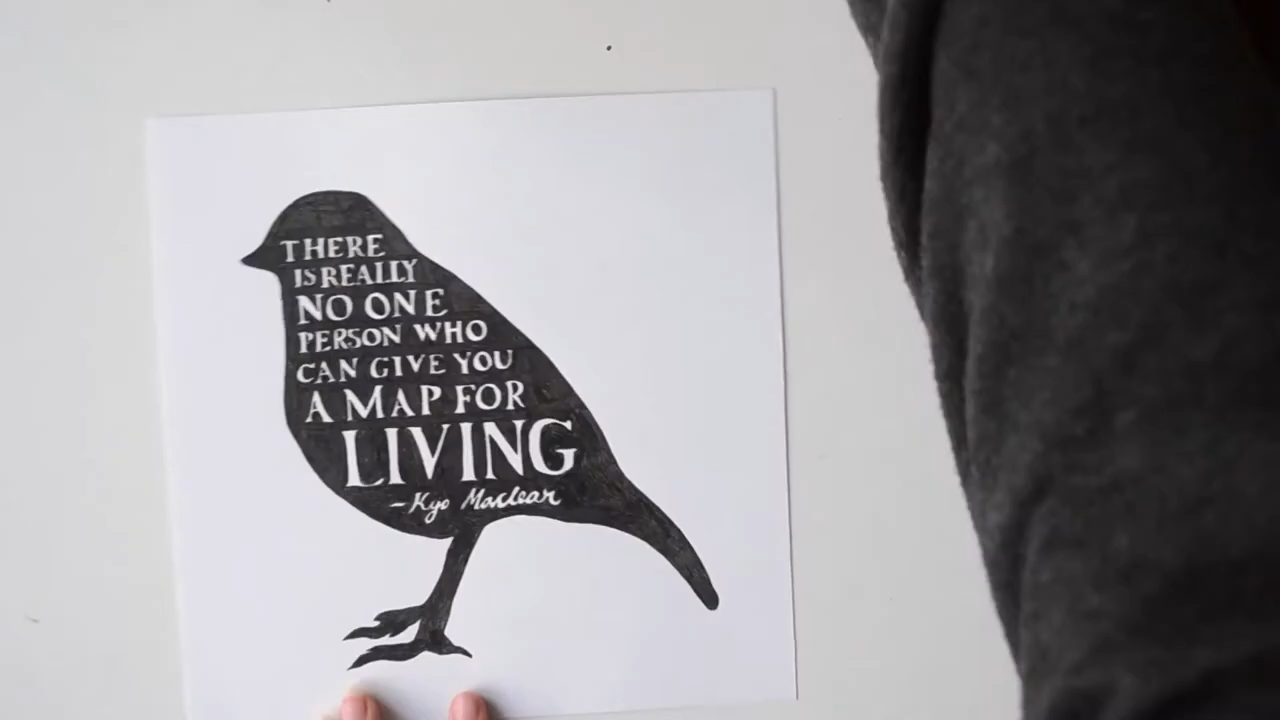 THERE
IS REALLY
NO ONE
PERSON WHO
CAN GIVE YOU
A MAP FOR
LIVING
-Kyo Maclear